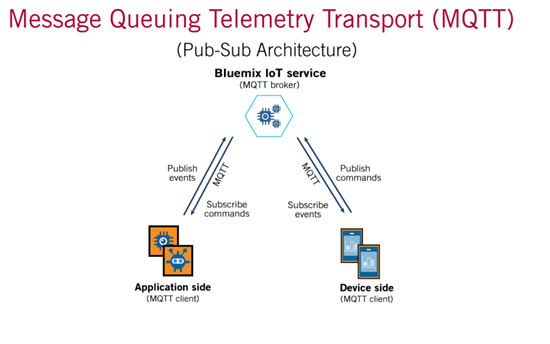 Message Queuing Telemetry Transport (MQTT)
(Pub-Sub Architecture)
Bluemix IoT service
(MQTT broker)
Publish
events
MQTT
Subscribe
commands
MQTT
Publish
commands
Subscribe
events
Application side
(MQTT client)
Device side
(MQTT client)